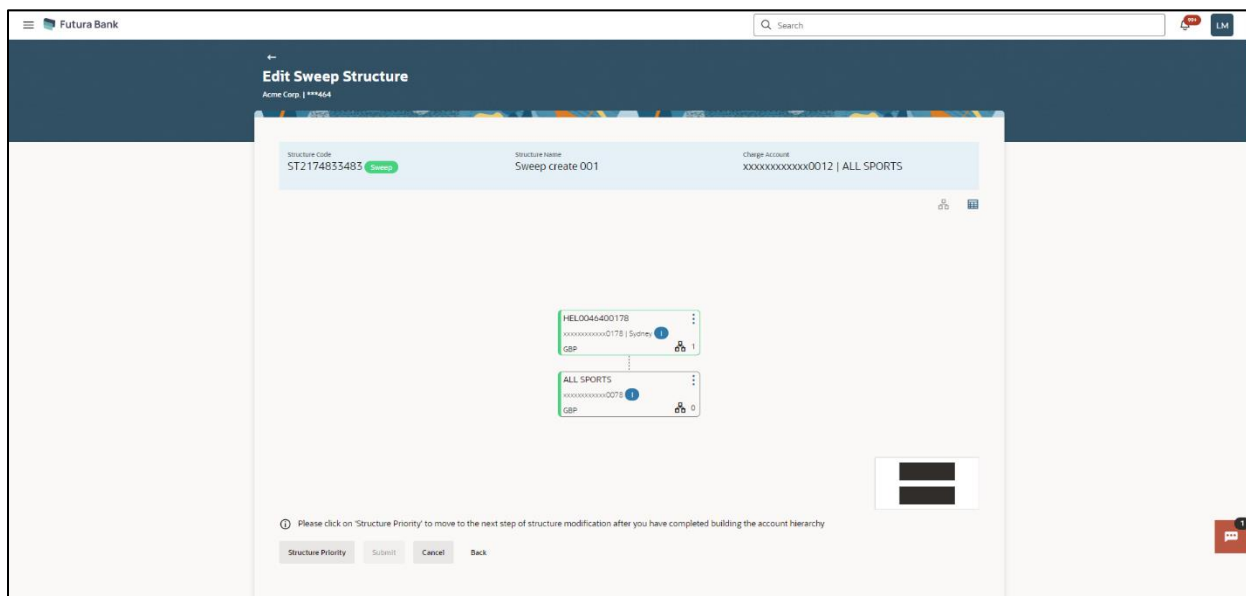 Futura Bank
Search
99+
LM
Edit Sweep Structure
Acme Corp. | ***464
Structure Code
Structure Name
Charge Account
ST2174833483 Sweep
Sweep create 001
xxxxxxxxxxxx0012 | ALL SPORTS
HEL0046400178
xxxxxxxxxxxx0178 | Sydney I
GBP
1
ALL SPORTS
xxxxxxxxxxxx0078 I
GBP
0
Please click on 'Structure Priority' to move to the next step of structure modification after you have completed building the account hierarchy
1
Structure Priority
Submit
Cancel
Back